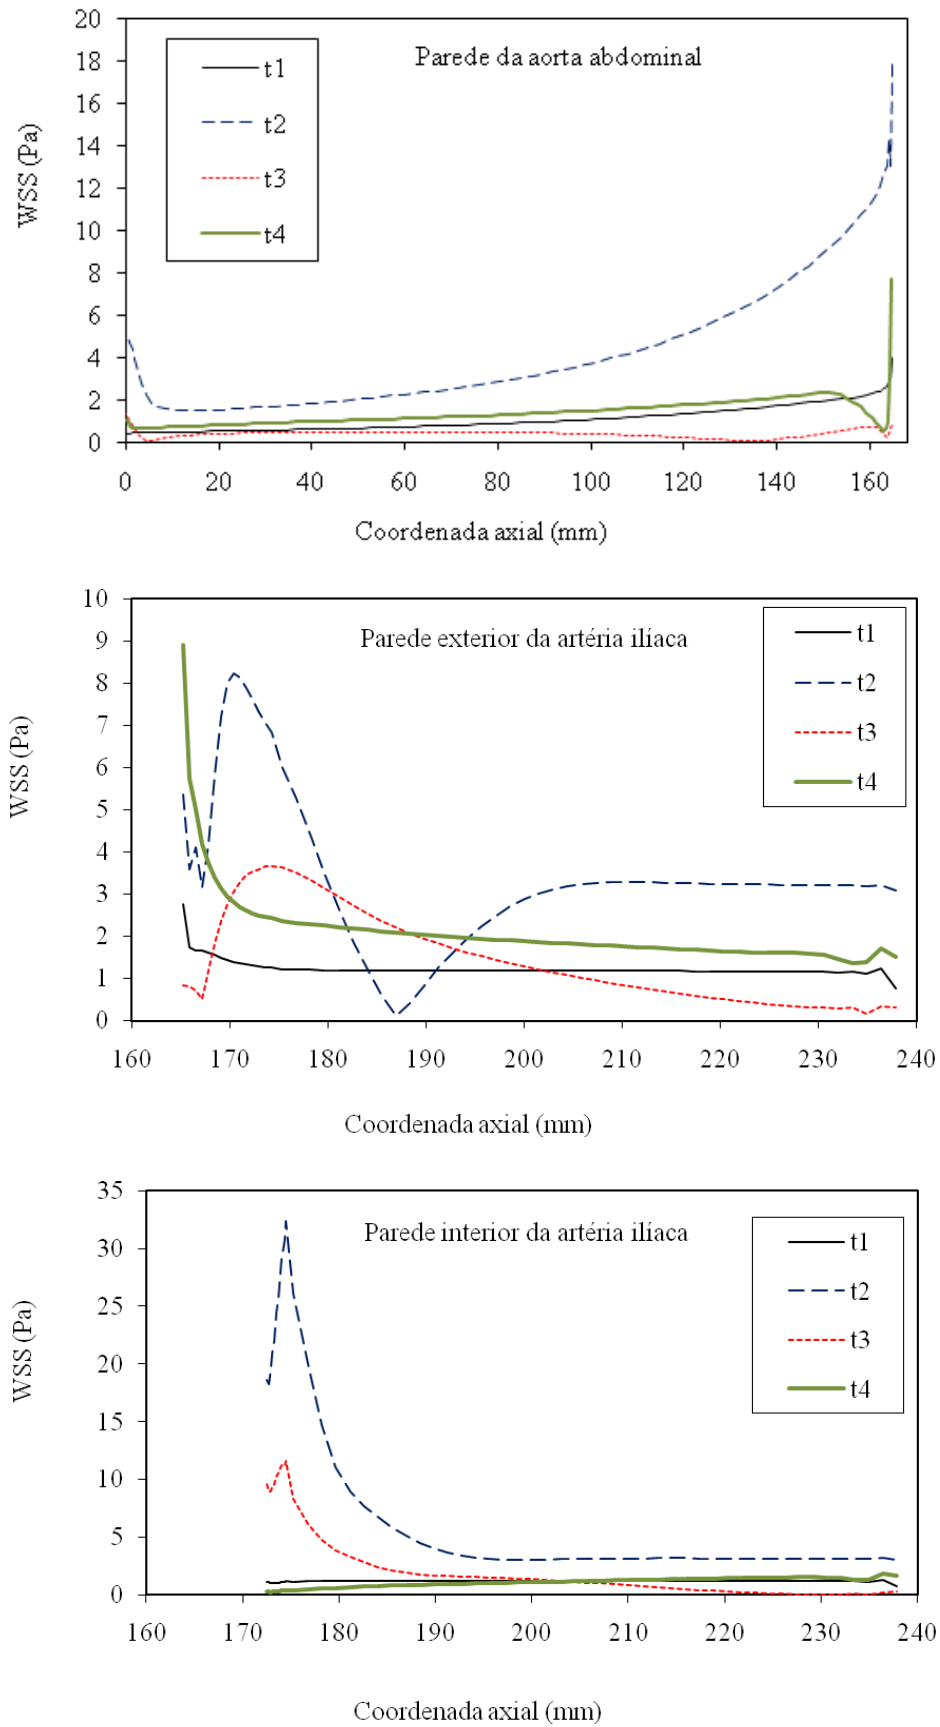 20
18
16
14
12
10
8
6
4
2
0
WSS (Pa)
Parede da aorta abdominal
t1
t2
t3
t4
0 20 40 60 80 100 120 140 160
Coordenada axial (mm)
10
9
8
7
6
5
4
3
2
1
0
WSS (Pa)
Parede exterior da artéria ilíaca
t1
t2
t3
t4
160 170 180 190 200 210 220 230 240
Coordenada axial (mm)
35
30
25
20
15
10
5
0
WSS (Pa)
Parede interior da artéria ilíaca
t1
t2
t3
t4
160 170 180 190 200 210 220 230 240
Coordenada axial (mm)